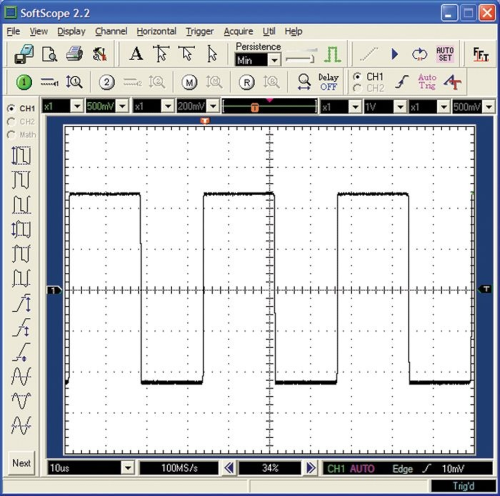 SoftScope 2.2
File View Display Channel Horizontal Trigger Acquire Util Help
A Persistence Min AUTO SET
1 2 M R Delay OFF CH1 CH2 Auto Trig
CH1 x1 500mV x1 200mV T x1 1V x1 500mV
CH2
Math
T
1 T
Next 10us 100MS/s 34% CH1 AUTO Edge 10mV
Trig'd